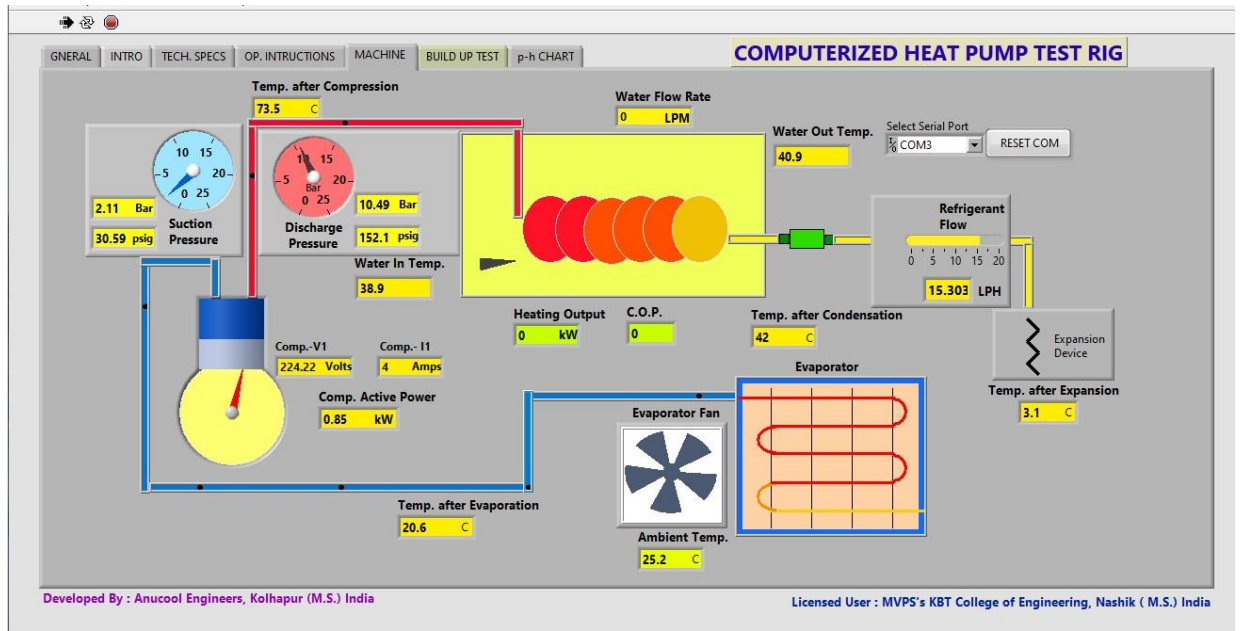 COMPUTERIZED HEAT PUMP TEST RIG
GNERAL INTRO TECH. SPECS OP. INTRUCTIONS MACHINE BUILD UP TEST p-h CHART
Temp. after Compression
73.5 C
Water Flow Rate
0 LPM
Water Out Temp.
40.9
Select Serial Port
COM3
RESET COM
10 15
5 20
0 25
2.11 Bar
30.59 psig
Suction
Pressure
10 15
5 20
Bar
0 25
10.49 Bar
152.1 psig
Discharge
Pressure
Water In Temp.
38.9
Refrigerant
Flow
0 5 10 15 20
15.303 LPH
Heating Output
0 kW
C.O.P.
0
Temp. after Condensation
42 C
Expansion
Device
Temp. after Expansion
3.1 C
Comp.-V1
224.22 Volts
Comp.- I1
4 Amps
Comp. Active Power
0.85 kW
Evaporator
Evaporator Fan
Temp. after Evaporation
20.6 C
Ambient Temp.
25.2 C
Developed By : Anucool Engineers, Kolhapur (M.S.) India
Licensed User : MVPS's KBT College of Engineering, Nashik ( M.S.) India